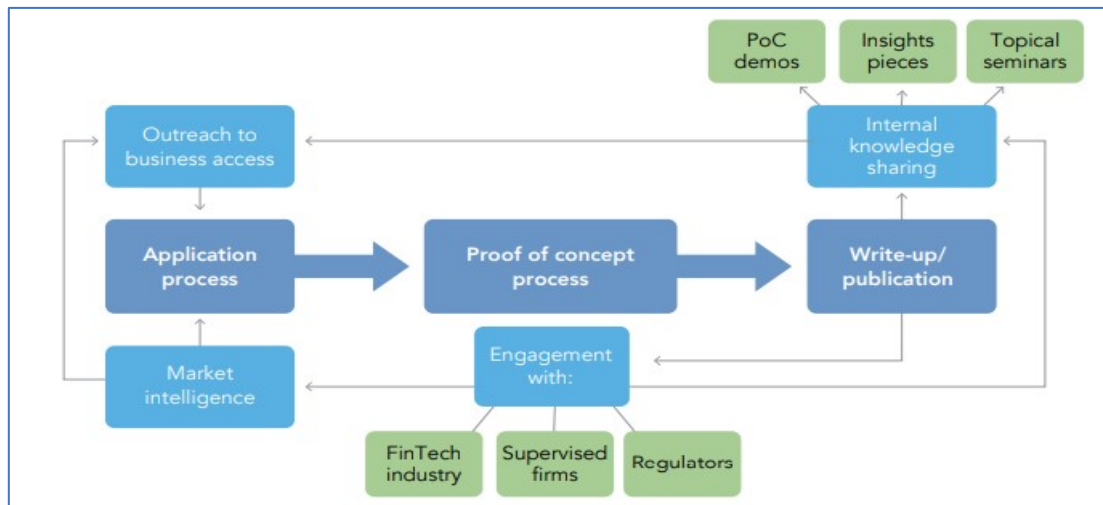 PoC
demos
Insights
pieces
Topical
seminars
Outreach to
business access
Internal
knowledge
sharing
Application
process
Proof of concept
process
Write-up/
publication
Market
intelligence
Engagement
with:
FinTech
industry
Supervised
firms
Regulators